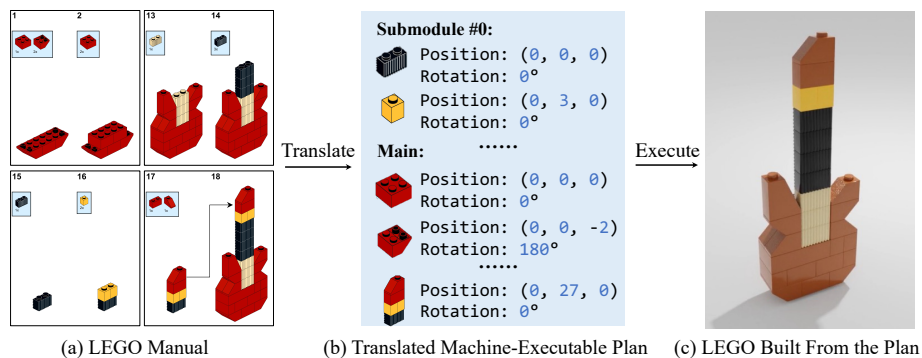 1
2
13
14
15
16
17
18
Translate
Submodule #0:
Position: (0, 0, 0)
Rotation: 0°
Position: (0, 3, 0)
Rotation: 0°
......
Main:
Position: (0, 0, 0)
Rotation: 0°
Position: (0, 0, -2)
Rotation: 180°
......
Position: (0, 27, 0)
Rotation: 0°
Execute
(a) LEGO Manual
(b) Translated Machine-Executable Plan
(c) LEGO Built From the Plan